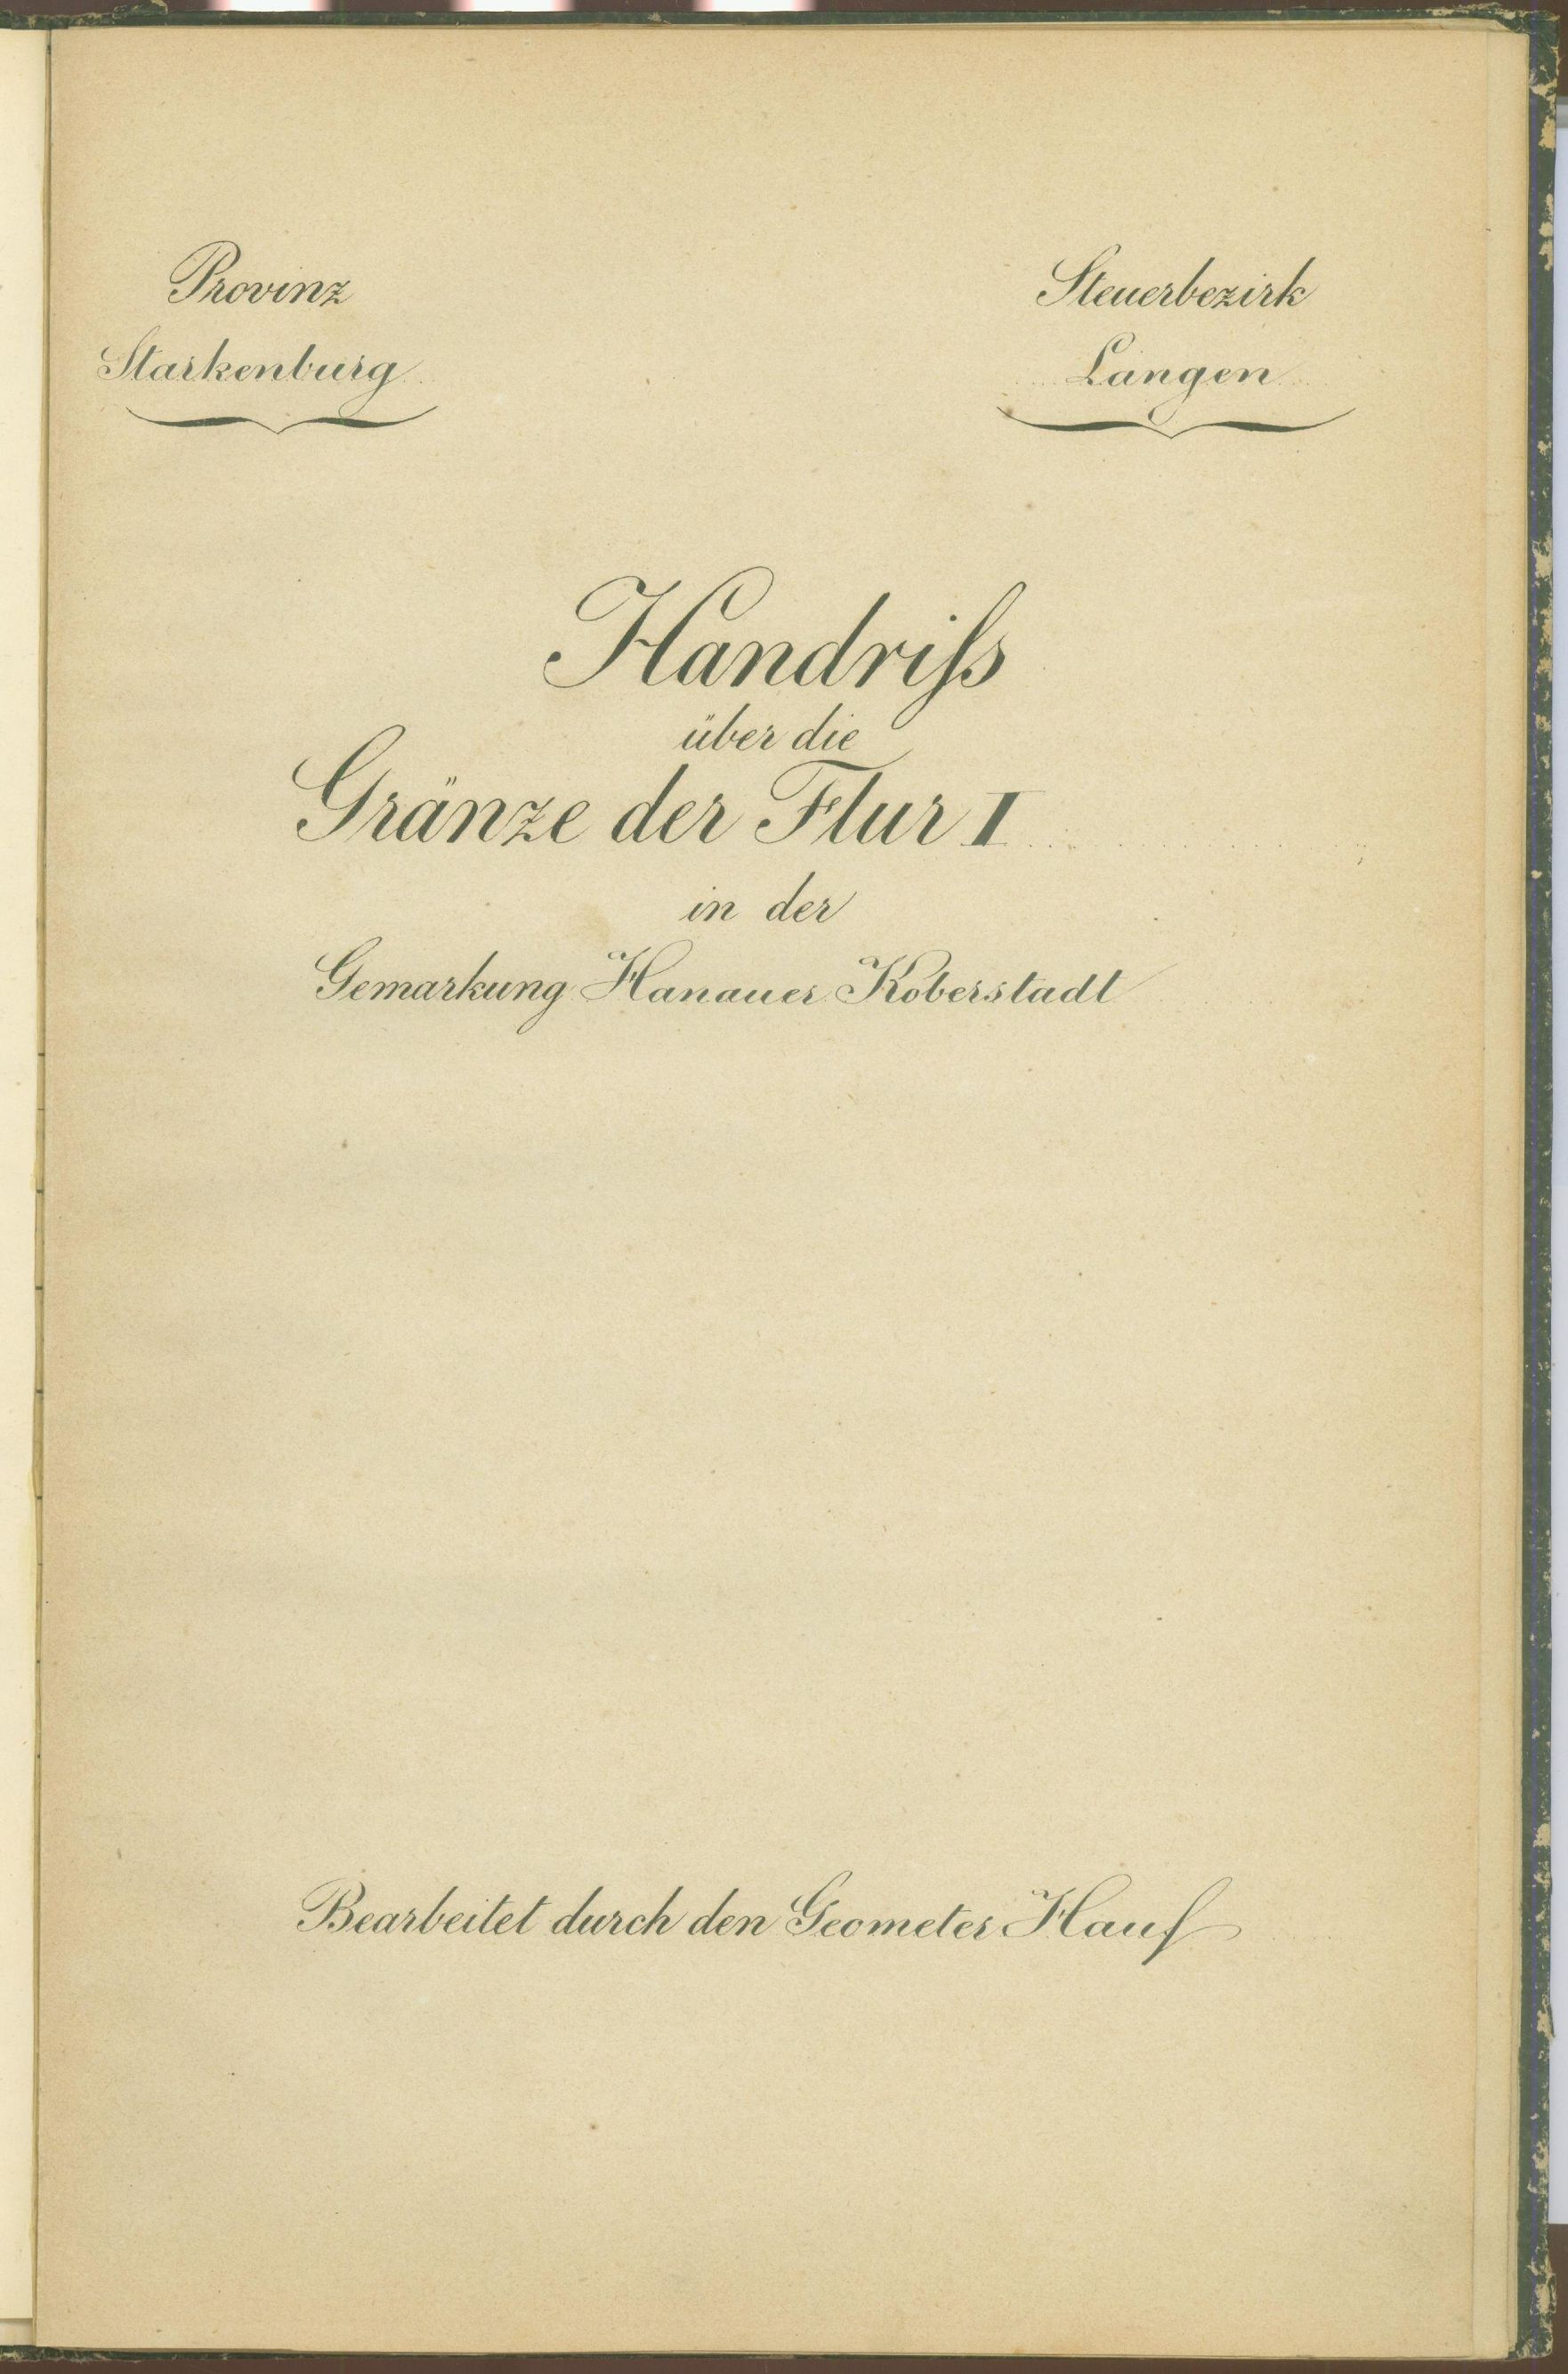 Provinz
Starkenburg
Steuerbezirk
Langen
Handriſs
über die
Gränze der Flur I
in der
Gemarkung Hanauer Koberstadt
Bearbeitet durch den Geometer Hauf